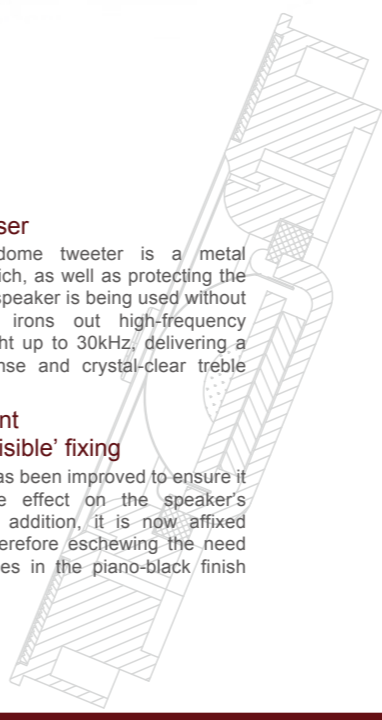 ser
dome tweeter is a metal
ich, as well as protecting the
speaker is being used without
irons out high-frequency
ht up to 30kHz, delivering a
nse and crystal-clear treble
nt
isible’ fixing
as been improved to ensure it
e effect on the speaker’s
addition, it is now affixed
erefore eschewing the need
es in the piano-black finish